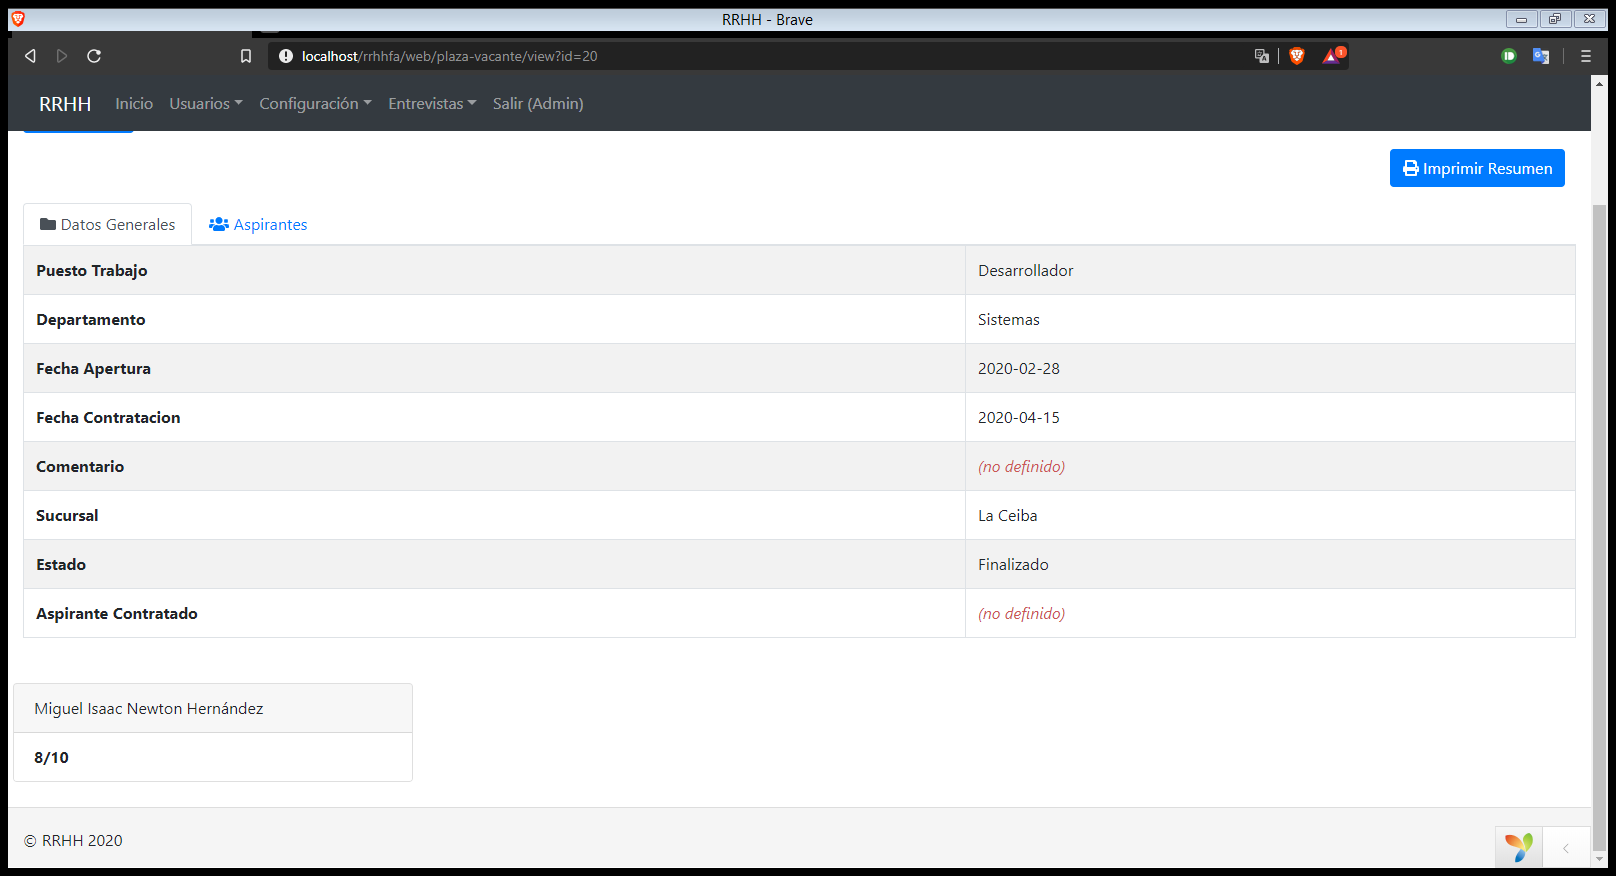 RRHH - Brave
localhost/rrhhfa/web/plaza-vacante/view?id=20
1
RRHH Inicio Usuarios Configuración Entrevistas Salir (Admin)
Imprimir Resumen
Datos Generales Aspirantes
Puesto Trabajo Desarrollador
Departamento Sistemas
Fecha Apertura 2020-02-28
Fecha Contratacion 2020-04-15
Comentario (no definido)
Sucursal La Ceiba
Estado Finalizado
Aspirante Contratado (no definido)
Miguel Isaac Newton Hernández
8/10
© RRHH 2020